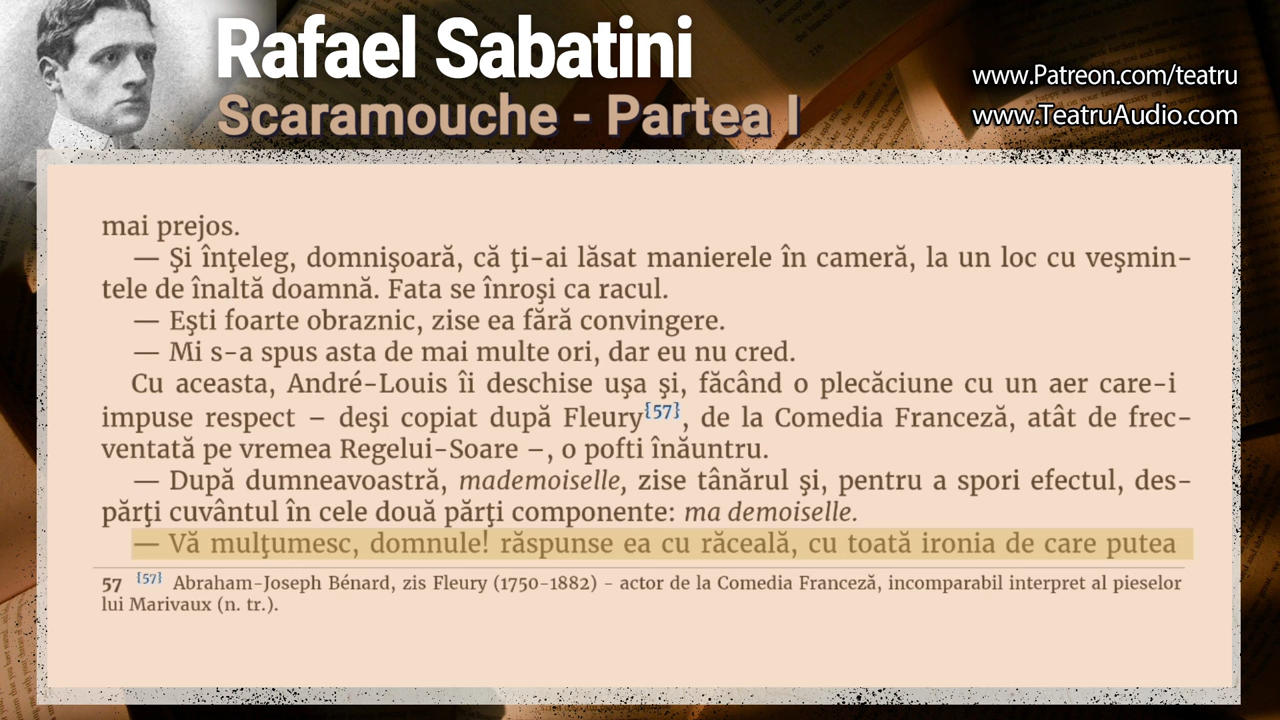 Rafael Sabatini
Scaramouche - Partea I
www.Patreon.com/teatru
www.TeatruAudio.com
mai prejos.
— Şi înţeleg, domnişoară, că ţi-ai lăsat manierele în cameră, la un loc cu veşmin-
tele de înaltă doamnă. Fata se înroşi ca racul.
— Eşti foarte obraznic, zise ea fără convingere.
— Mi s-a spus asta de mai multe ori, dar eu nu cred.
Cu aceasta, André-Louis îi deschise uşa şi, făcând o plecăciune cu un aer care-i
impuse respect – deşi copiat după Fleury{57}, de la Comedia Franceză, atât de frec-
ventată pe vremea Regelui-Soare –, o pofti înăuntru.
— După dumneavoastră, mademoiselle, zise tânărul şi, pentru a spori efectul, des-
părţi cuvântul în cele două părţi componente: ma demoiselle.
— Vă mulţumesc, domnule! răspunse ea cu răceală, cu toată ironia de care putea
57 {57} Abraham-Joseph Bénard, zis Fleury (1750-1882) - actor de la Comedia Franceză, incomparabil interpret al pieselor
lui Marivaux (n. tr.).